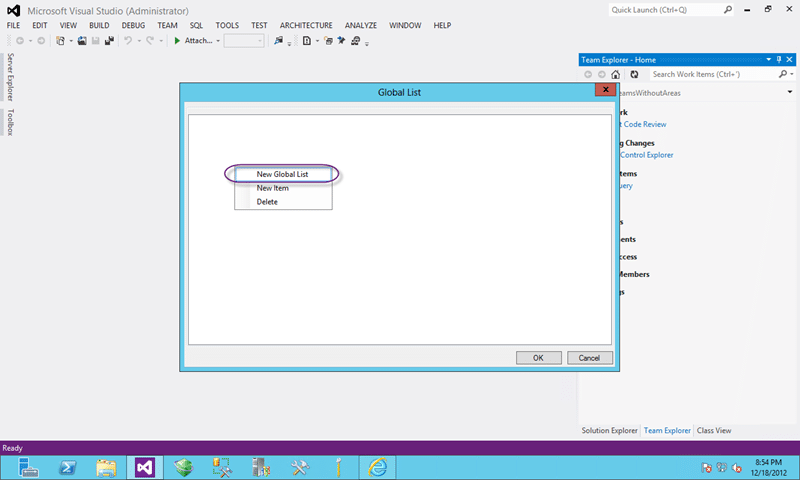 Microsoft Visual Studio (Administrator)
Quick Launch (Ctrl+Q)
FILE EDIT VIEW BUILD DEBUG TEAM SQL TOOLS TEST ARCHITECTURE ANALYZE WINDOW HELP
Attach...
Server Explorer
Toolbox
Team Explorer - Home
Search Work Items (Ctrl+')
eamsWithoutAreas
Global List
rk
t Code Review
g Changes
Control Explorer
tems
uery
s
ents
ccess
Members
gs
New Global List
New Item
Delete
OK Cancel
Solution Explorer Team Explorer Class View
Ready
8:54 PM
12/18/2012